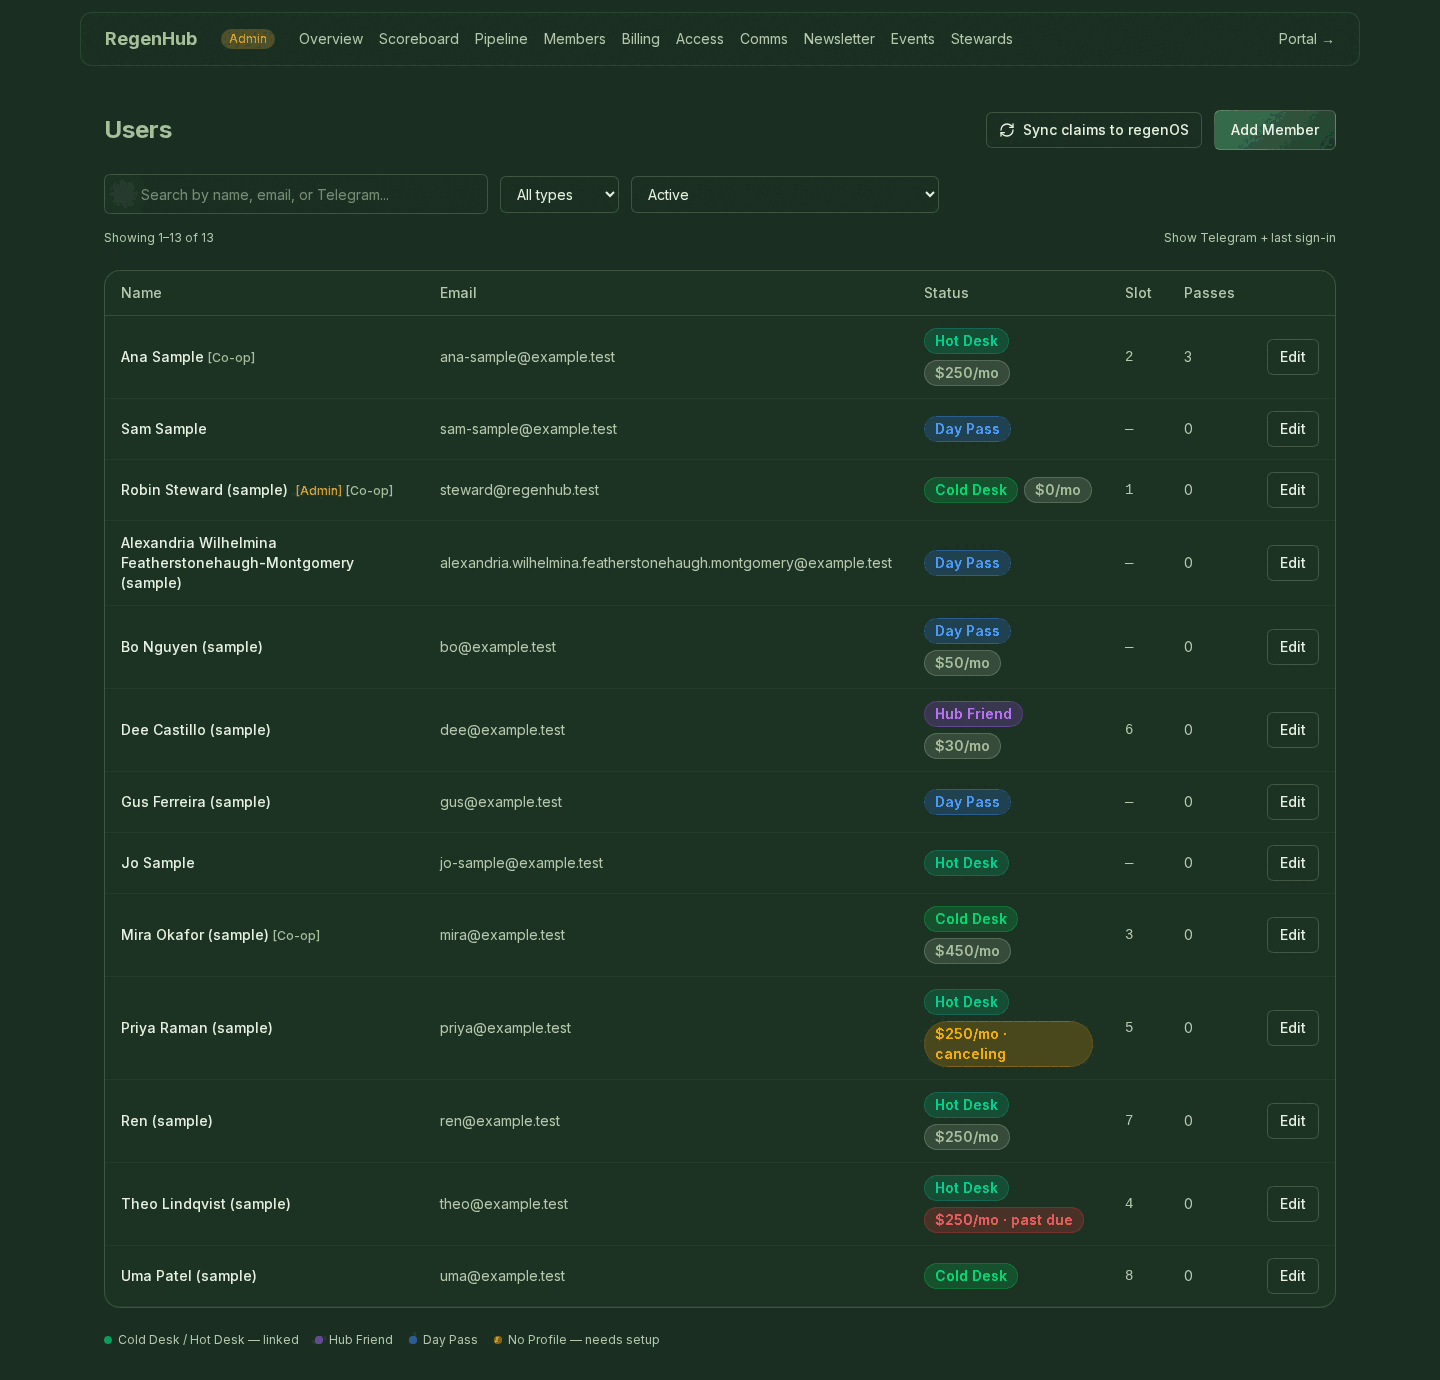 RegenHub Admin Overview Scoreboard Pipeline Members Billing Access Comms Newsletter Events Stewards Portal →
Users
Sync claims to regenOS Add Member
Search by name, email, or Telegram... All types Active
Showing 1–13 of 13 Show Telegram + last sign-in
Name Email Status Slot Passes
Ana Sample [Co-op] ana-sample@example.test Hot Desk $250/mo 2 3 Edit
Sam Sample sam-sample@example.test Day Pass — 0 Edit
Robin Steward (sample) [Admin] [Co-op] steward@regenhub.test Cold Desk $0/mo 1 0 Edit
Alexandria Wilhelmina
Featherstonehaugh-Montgomery
(sample)
alexandria.wilhelmina.featherstonehaugh.montgomery@example.test Day Pass — 0 Edit
Bo Nguyen (sample) bo@example.test Day Pass $50/mo — 0 Edit
Dee Castillo (sample) dee@example.test Hub Friend $30/mo 6 0 Edit
Gus Ferreira (sample) gus@example.test Day Pass — 0 Edit
Jo Sample jo-sample@example.test Hot Desk — 0 Edit
Mira Okafor (sample) [Co-op] mira@example.test Cold Desk $450/mo 3 0 Edit
Priya Raman (sample) priya@example.test Hot Desk $250/mo · canceling 5 0 Edit
Ren (sample) ren@example.test Hot Desk $250/mo 7 0 Edit
Theo Lindqvist (sample) theo@example.test Hot Desk $250/mo · past due 4 0 Edit
Uma Patel (sample) uma@example.test Cold Desk 8 0 Edit
Cold Desk / Hot Desk — linked Hub Friend Day Pass No Profile — needs setup